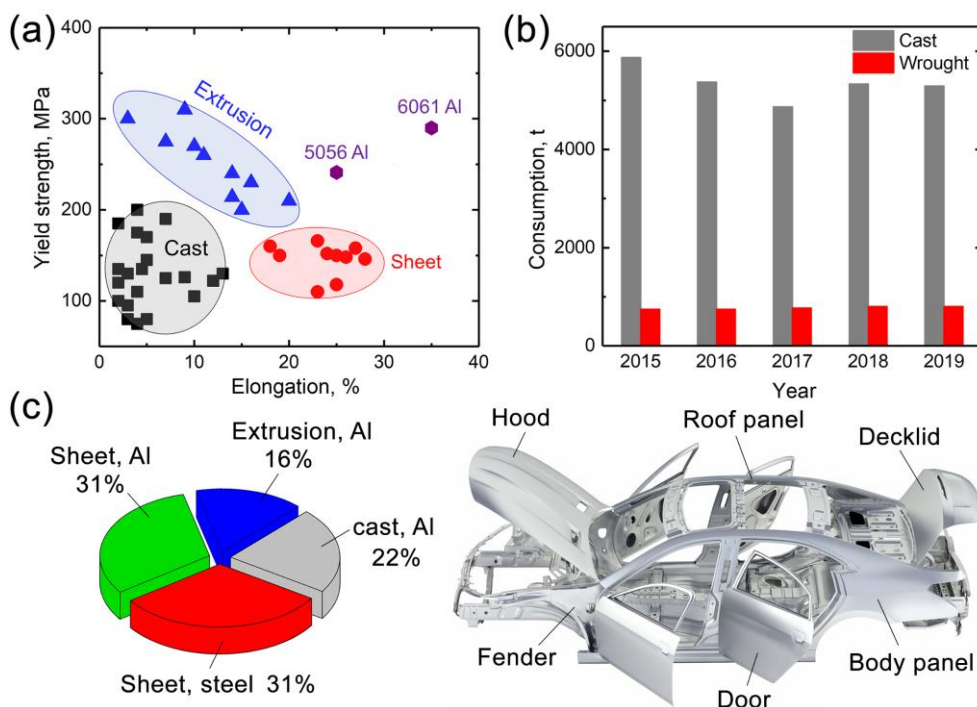 (a)
400
300
200
100
Yield strength, MPa
0
10
20
30
40
Elongation, %
Extrusion
Cast
Sheet
5056 Al
6061 Al
(b)
6000
4000
2000
0
Consumption, t
2015
2016
2017
2018
2019
Year
Cast
Wrought
(c)
Sheet, Al
31%
Extrusion, Al
16%
cast, Al
22%
Sheet, steel 31%
Hood
Roof panel
Decklid
Fender
Door
Body panel